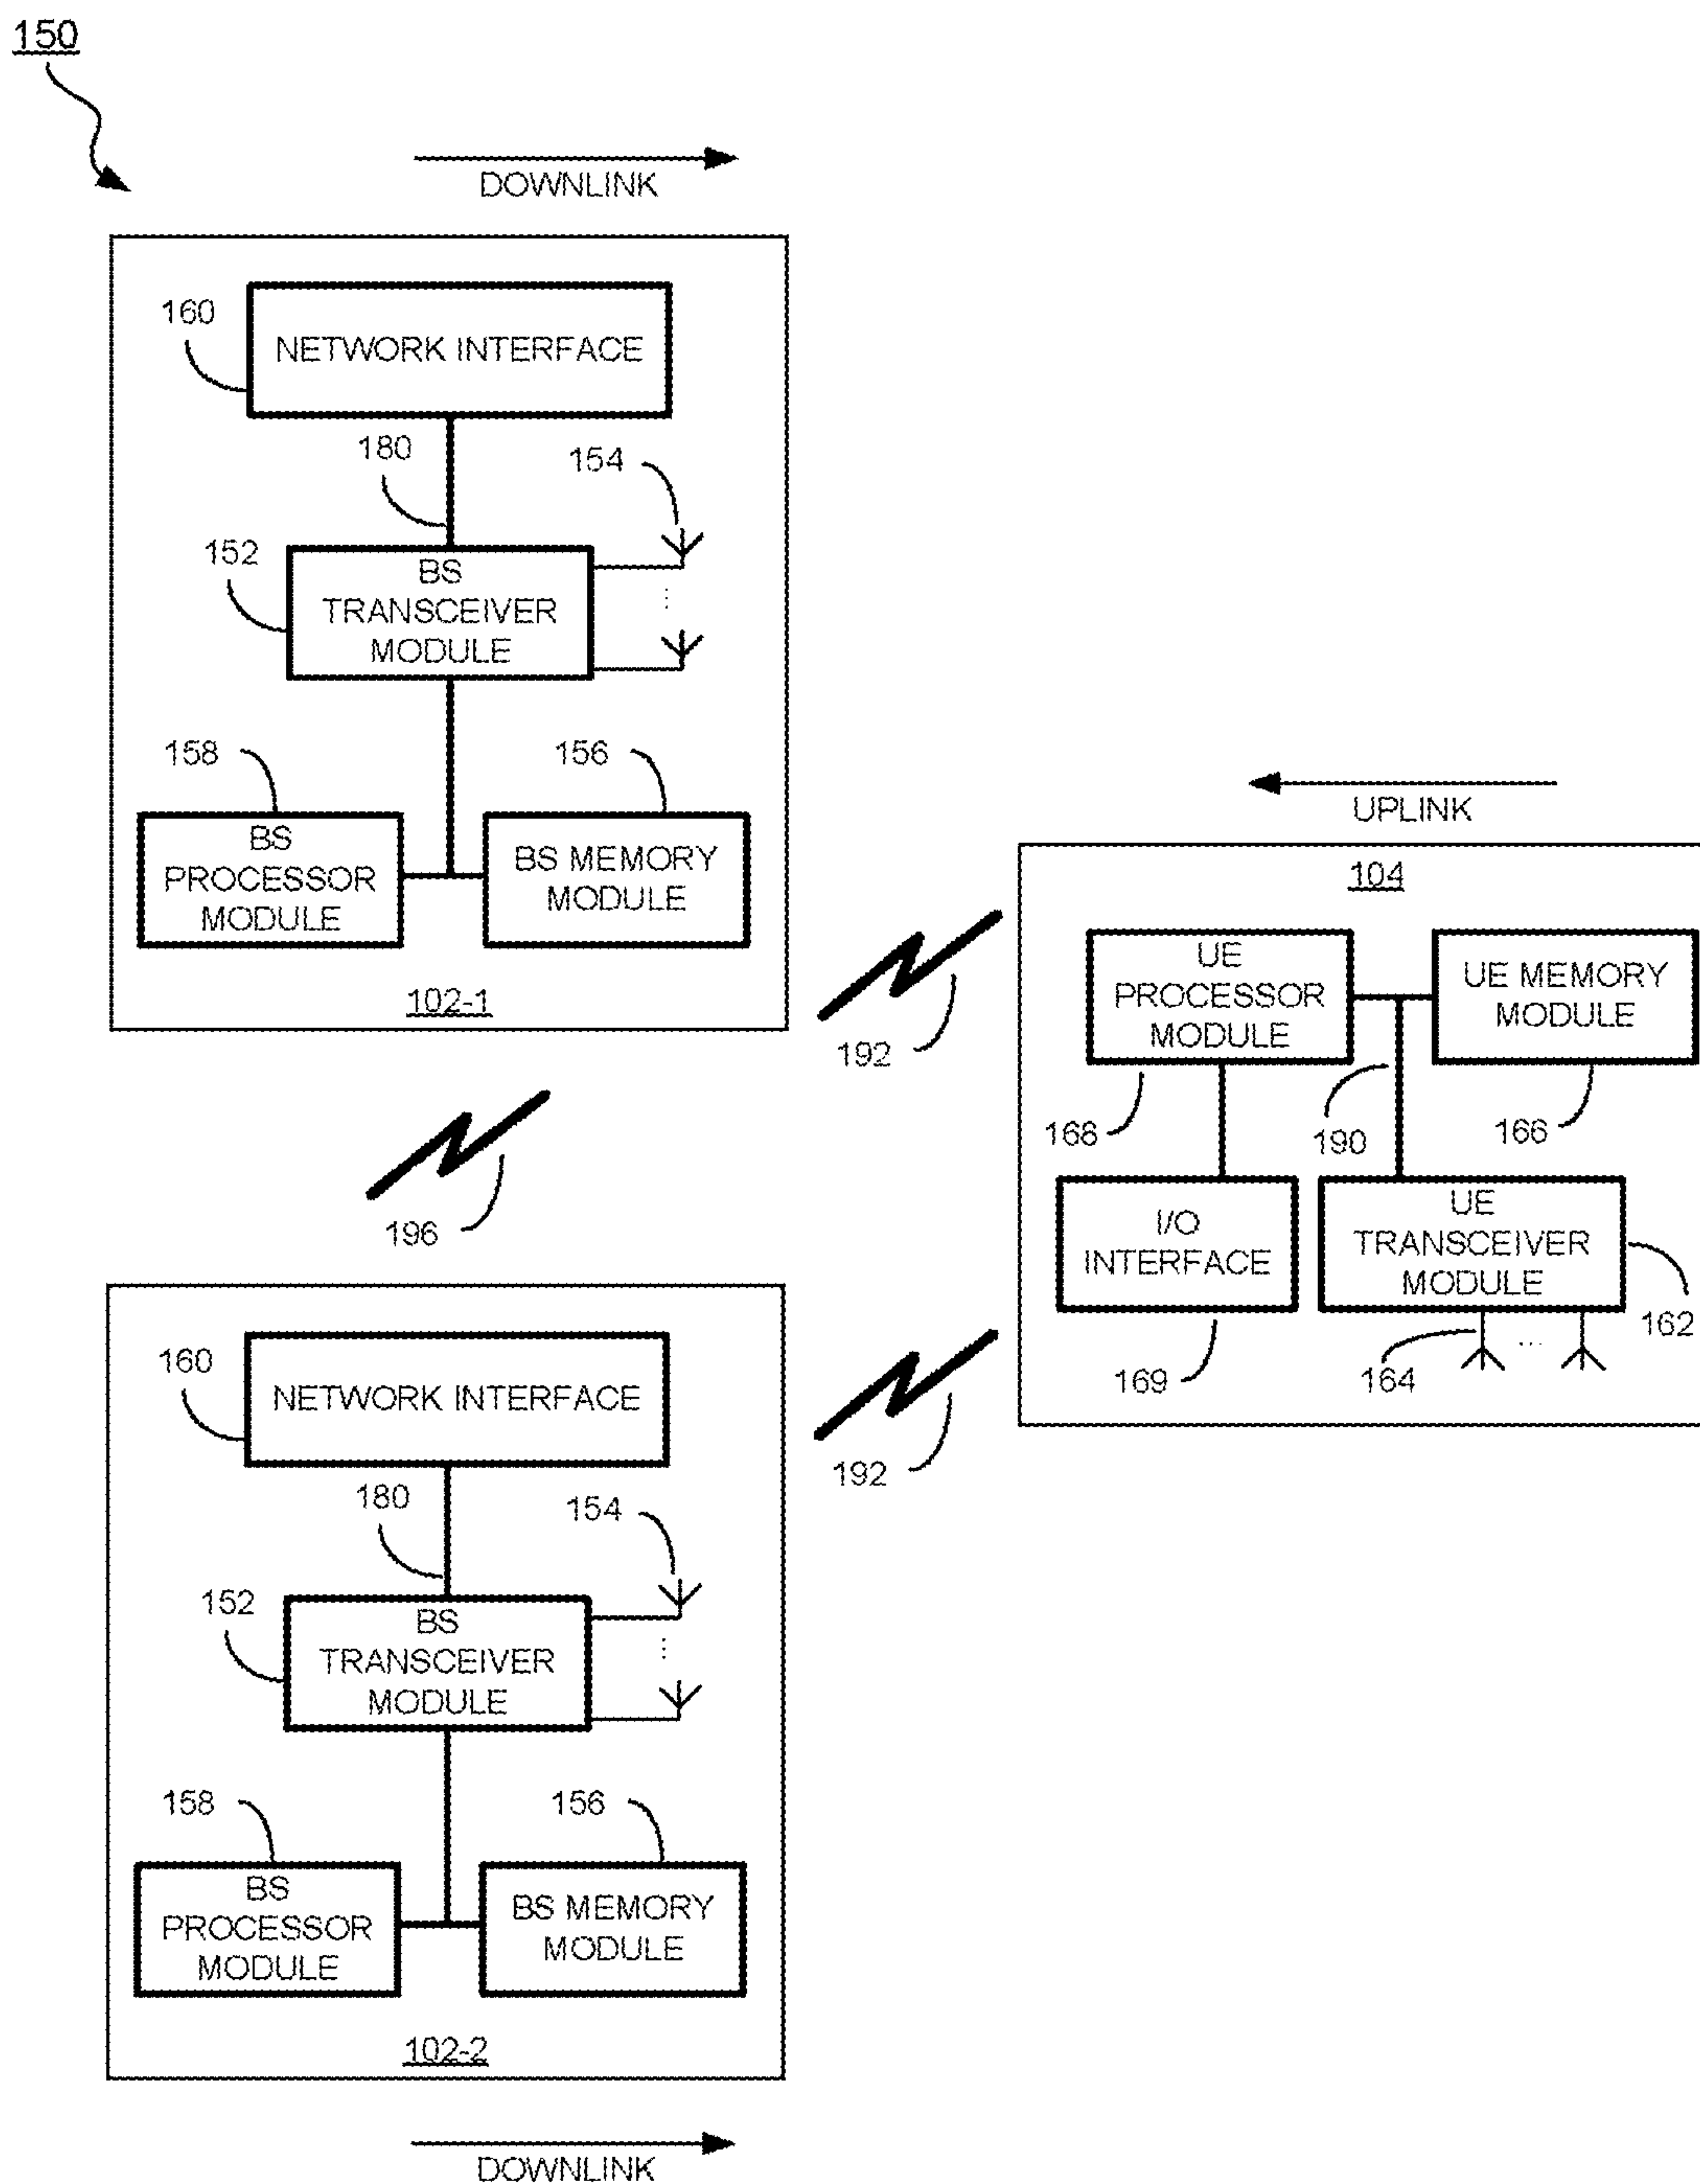 150
DOWNLINK
160
NETWORK INTERFACE
180
154
152
BS
TRANSCEIVER
MODULE
158
156
BS
PROCESSOR
MODULE
BS MEMORY
MODULE
102-1
UPLINK
104
UE
PROCESSOR
MODULE
UE MEMORY
MODULE
192
168
190
166
196
I/O
INTERFACE
UE
TRANSCEIVER
MODULE
162
169
164
192
160
NETWORK INTERFACE
180
154
152
BS
TRANSCEIVER
MODULE
158
156
BS
PROCESSOR
MODULE
BS MEMORY
MODULE
102-2
DOWNLINK